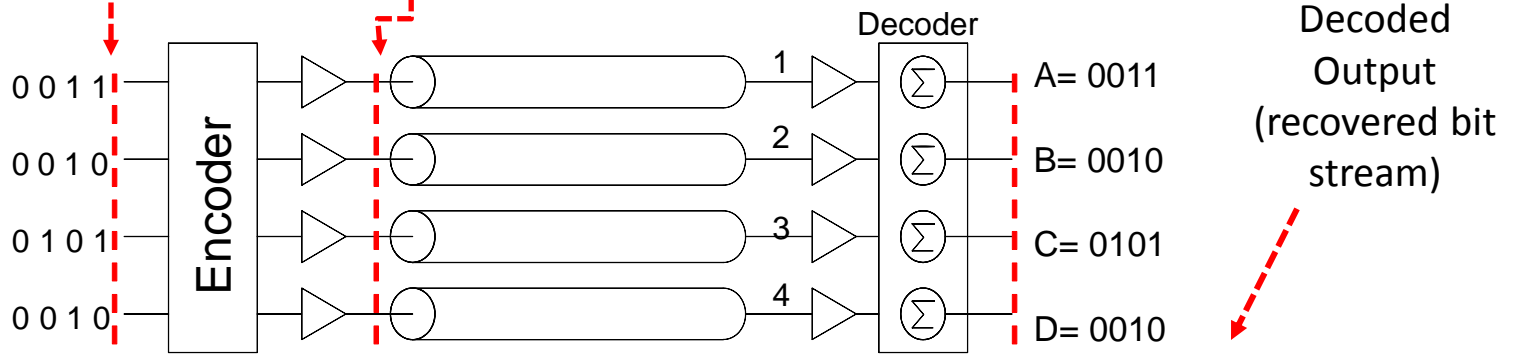 Decoder
Decoded
Output
(recovered bit
stream)
Encoder
0 0 1 1
0 0 1 0
0 1 0 1
0 0 1 0
1
2
3
4
Σ
Σ
Σ
Σ
A= 0011
B= 0010
C= 0101
D= 0010